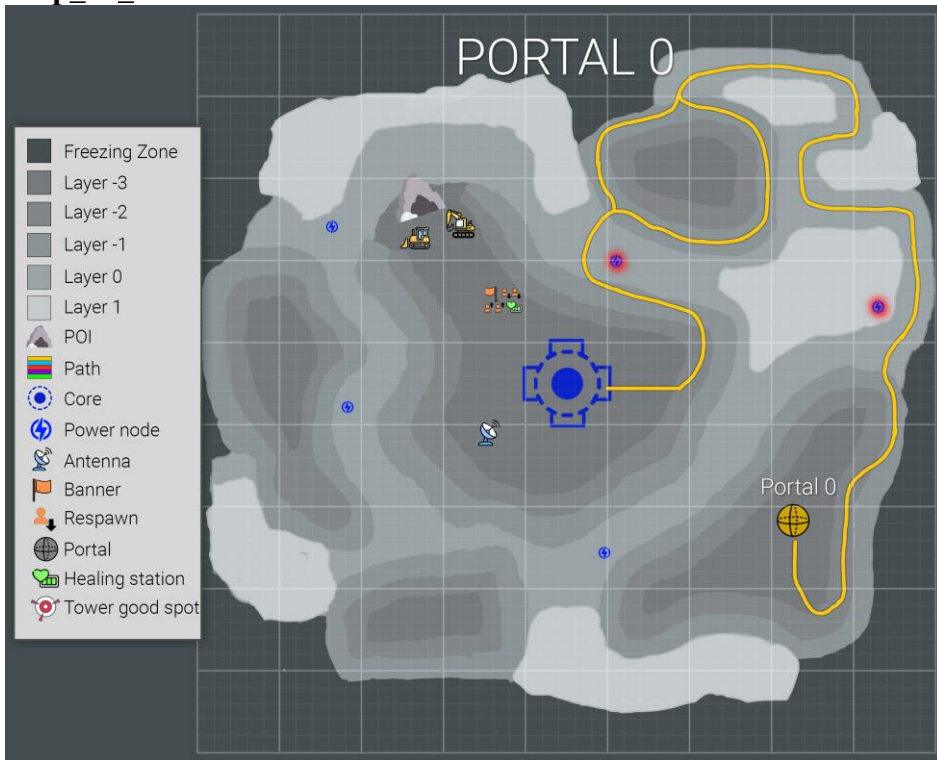 PORTAL 0
Freezing Zone
Layer -3
Layer -2
Layer -1
Layer 0
Layer 1
POI
Path
Core
Power node
Antenna
Banner
Respawn
Portal
Healing station
Tower good spot
Portal 0